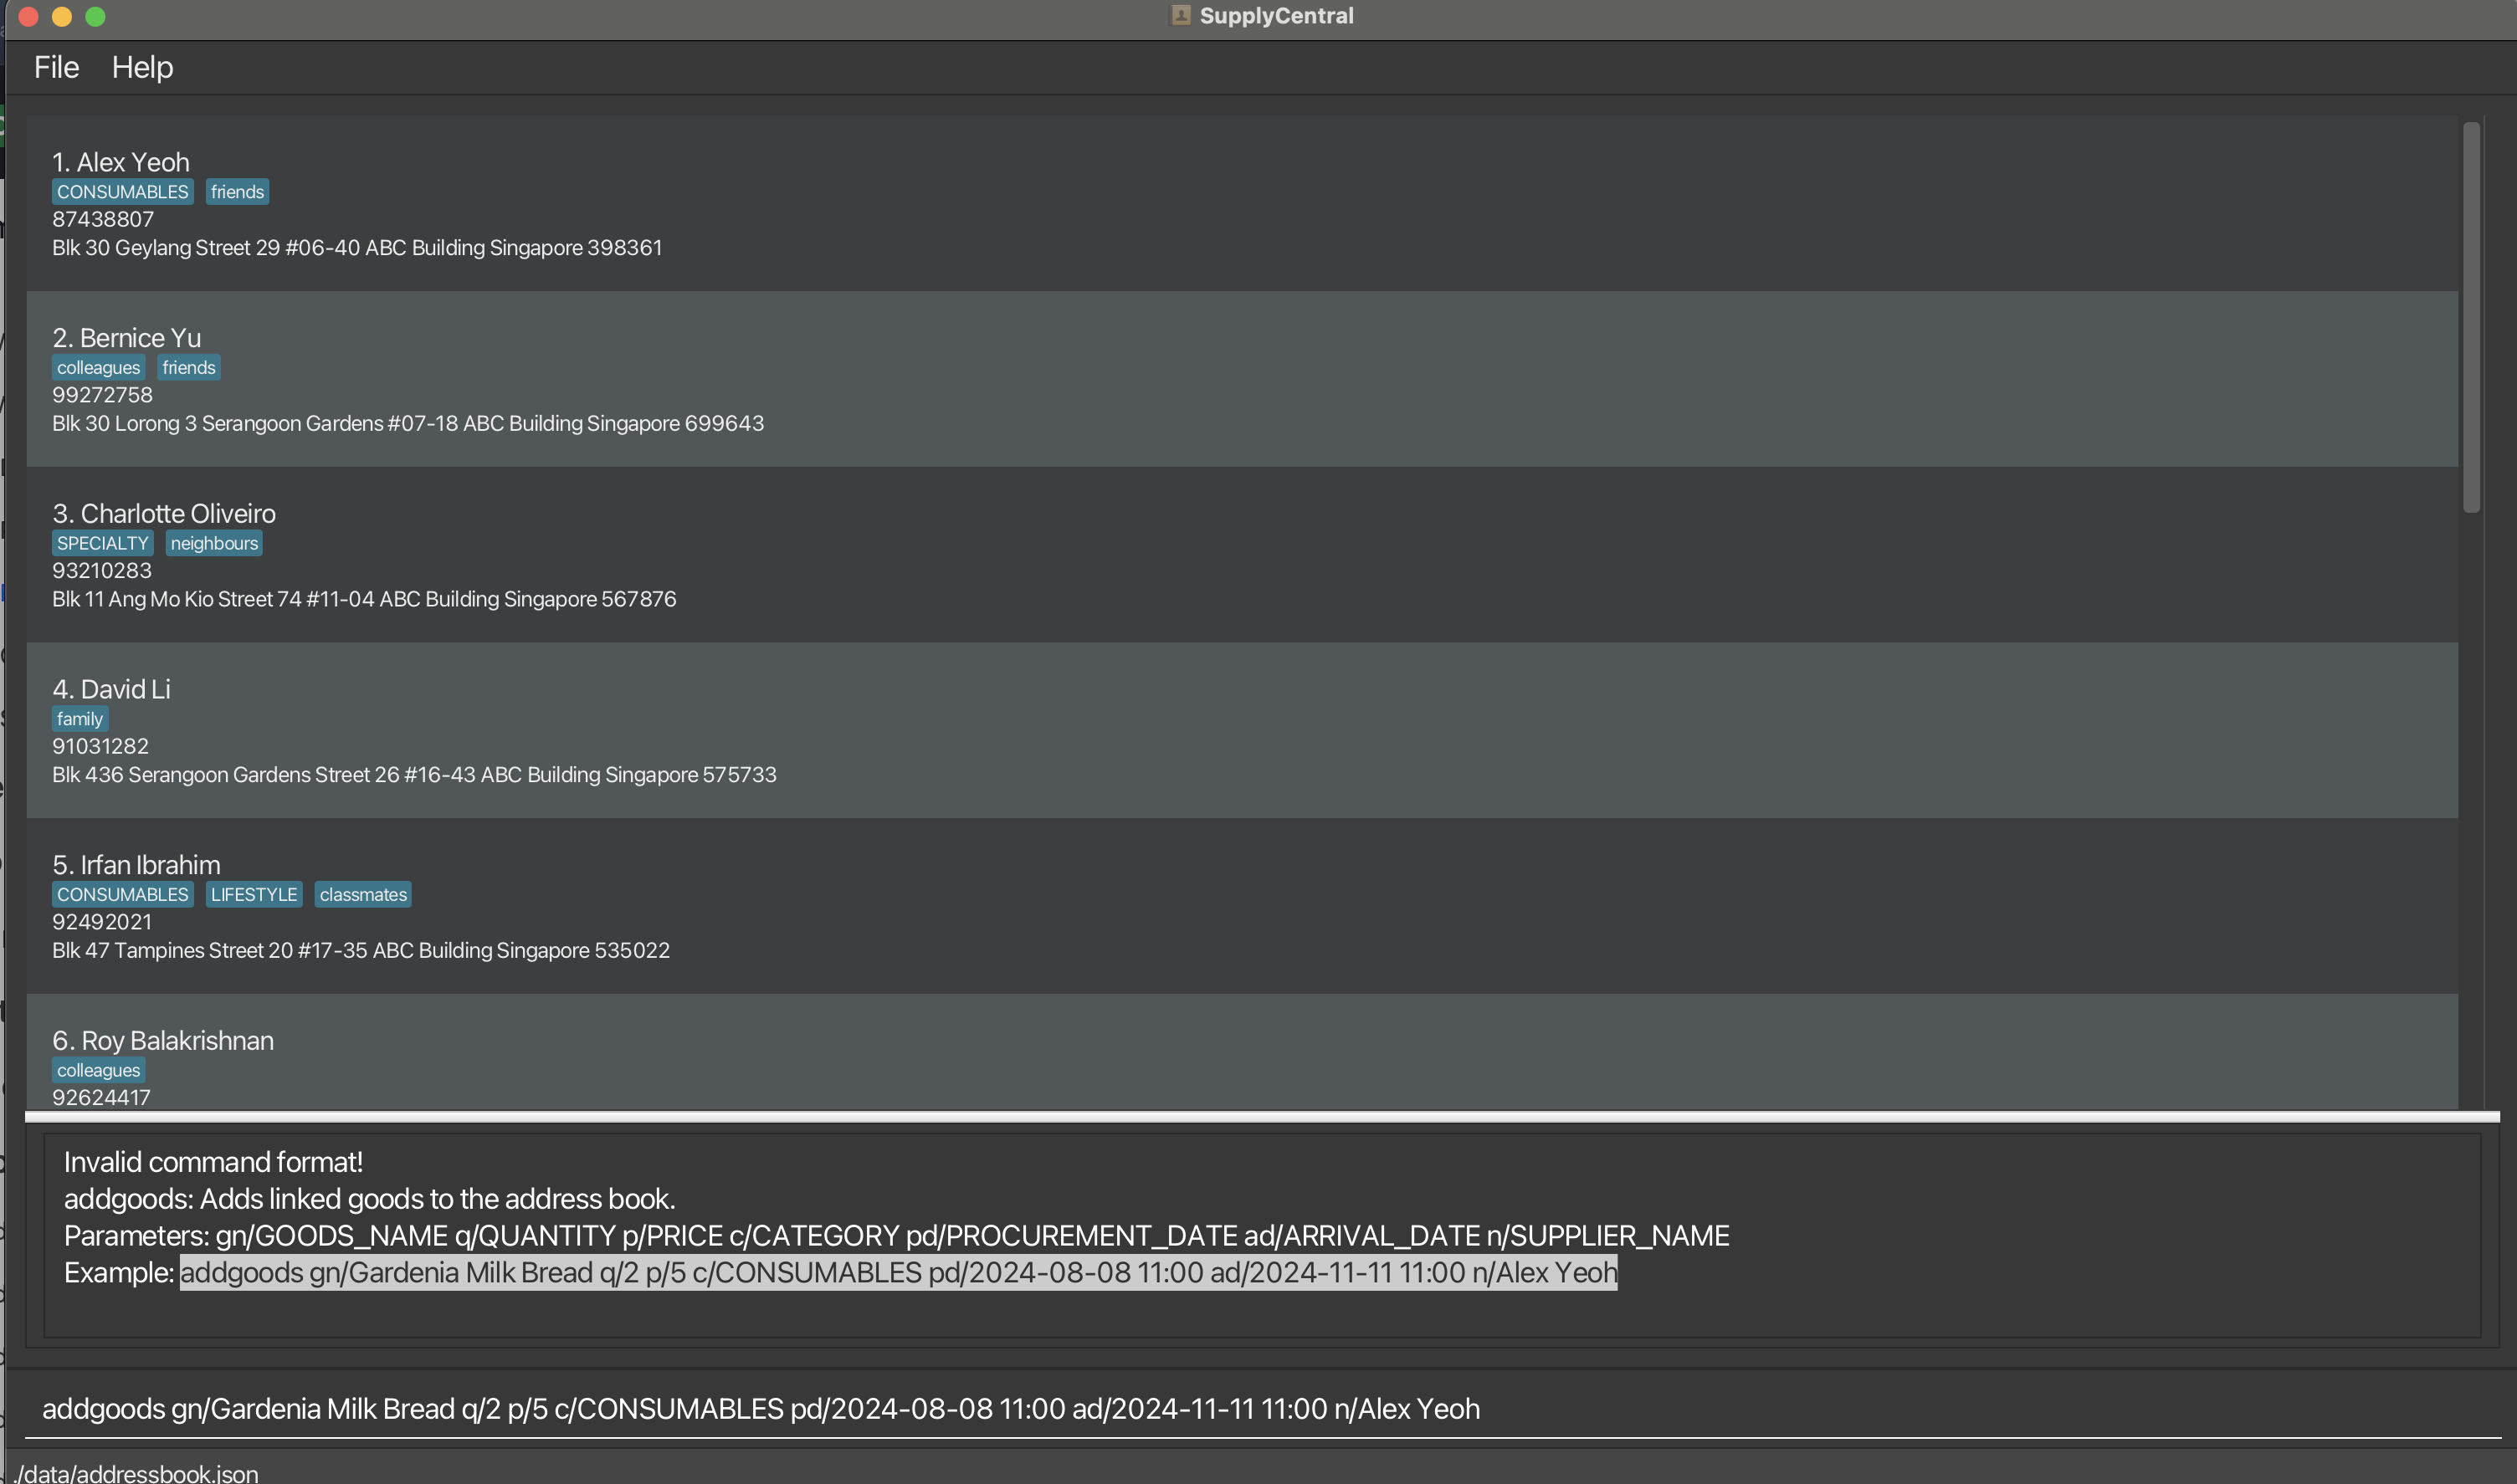 SupplyCentral
File Help
1. Alex Yeoh
CONSUMABLES friends
87438807
Blk 30 Geylang Street 29 #06-40 ABC Building Singapore 398361
2. Bernice Yu
colleagues friends
99272758
Blk 30 Lorong 3 Serangoon Gardens #07-18 ABC Building Singapore 699643
3. Charlotte Oliveiro
SPECIALTY neighbours
93210283
Blk 11 Ang Mo Kio Street 74 #11-04 ABC Building Singapore 567876
4. David Li
family
91031282
Blk 436 Serangoon Gardens Street 26 #16-43 ABC Building Singapore 575733
5. Irfan Ibrahim
CONSUMABLES LIFESTYLE classmates
92492021
Blk 47 Tampines Street 20 #17-35 ABC Building Singapore 535022
6. Roy Balakrishnan
colleagues
92624417
Invalid command format!
addgoods: Adds linked goods to the address book.
Parameters: gn/GOODS_NAME q/QUANTITY p/PRICE c/CATEGORY pd/PROCUREMENT_DATE ad/ARRIVAL_DATE n/SUPPLIER_NAME
Example: addgoods gn/Gardenia Milk Bread q/2 p/5 c/CONSUMABLES pd/2024-08-08 11:00 ad/2024-11-11 11:00 n/Alex Yeoh
addgoods gn/Gardenia Milk Bread q/2 p/5 c/CONSUMABLES pd/2024-08-08 11:00 ad/2024-11-11 11:00 n/Alex Yeoh
./data/addressbook.json